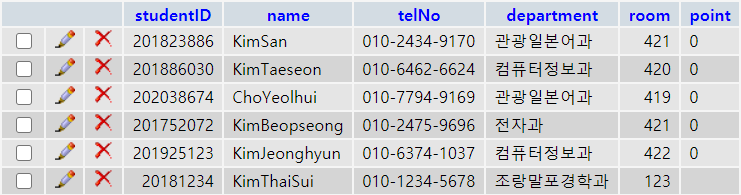 studentID name telNo department room point
201823886 KimSan 010-2434-9170 관광일본어과 421 0
201886030 KimTaeseon 010-6462-6624 컴퓨터정보과 420 0
202038674 ChoYeolhui 010-7794-9169 관광일본어과 419 0
201752072 KimBeopseong 010-2475-9696 전자과 421 0
201925123 KimJeonghyun 010-6374-1037 컴퓨터정보과 422 0
20181234 KimThaiSui 010-1234-5678 조랑말포경학과 123